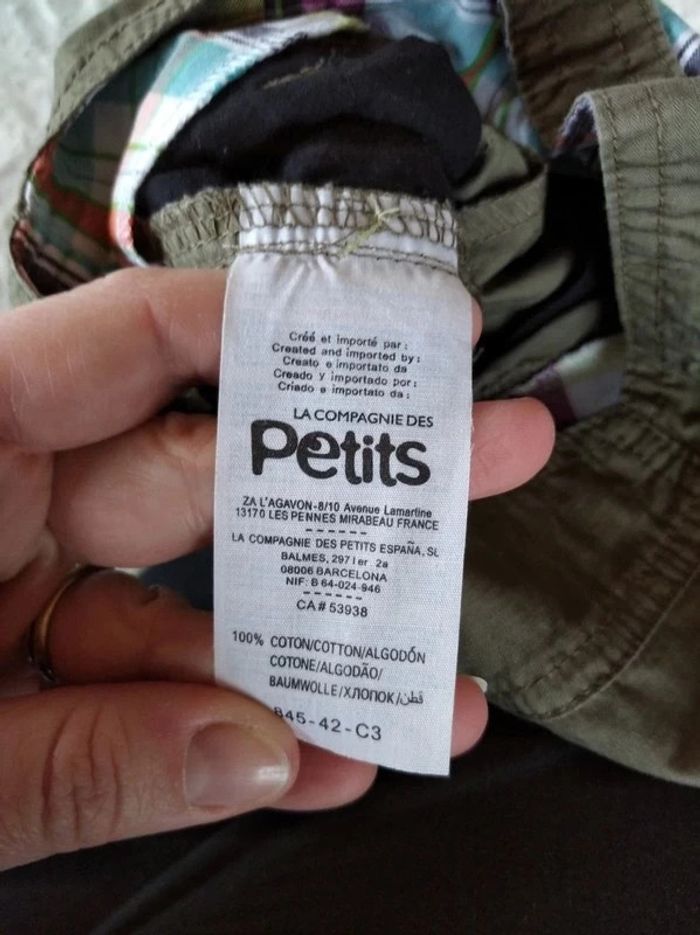 Créé et importé par :
Created and imported by :
Creato e importato da
Creado y importado por :
Criado e importato da :
LA COMPAGNIE DES
Petits
ZA L'AGAVON-8/10 Avenue Lamartine
13170 LES PENNES MIRABEAU FRANCE
------
LA COMPAGNIE DES PETITS ESPAÑA, SL
BALMES, 297 1er 2a
08006 BARCELONA
NIF: B 64-024-946
------
CA # 53938
100% COTON/COTTON/ALGODÓN
COTONE/ALGODÃO/
BAUMWOLLE/ХЛОПОК/قطن
845-42-C3